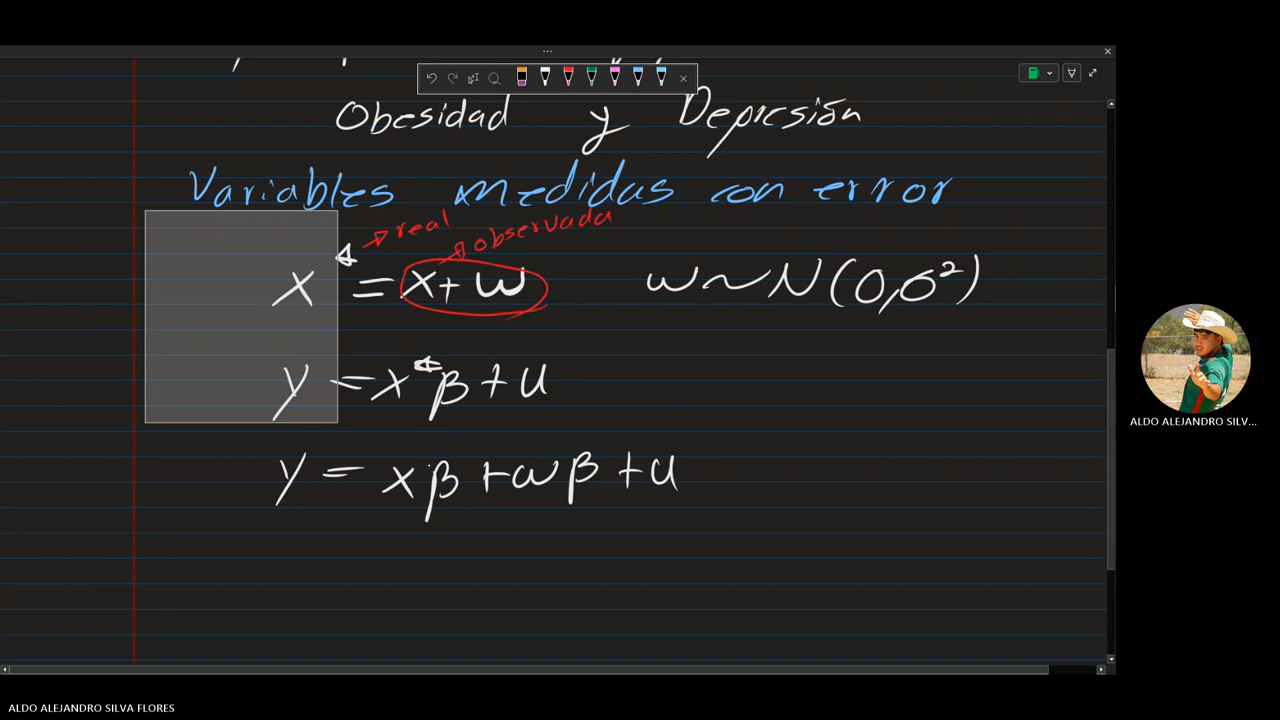 Obesidad y Depresión
Variables medidas con error
→ real
→ observada
x* = x + w    w ~ N(0,σ²)
y = x*β + u
y = xβ + wβ + u
ALDO ALEJANDRO SILV...
ALDO ALEJANDRO SILVA FLORES